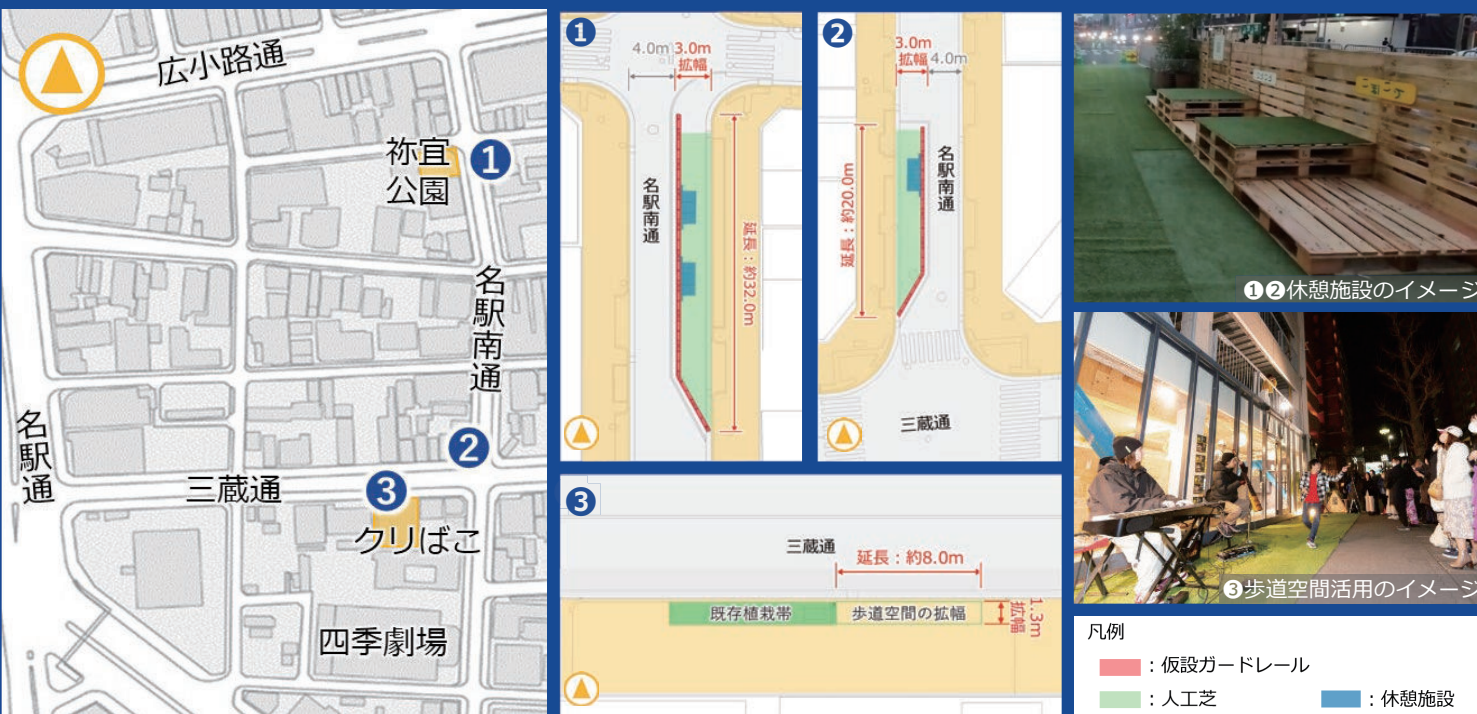 広小路通
祢宜
公園
❶
名駅南通
❷
名駅通
三蔵通
❸
クリばこ
四季劇場
❶
4.0m 3.0m
拡幅
名駅南通
延長：約32.0m
❷
3.0m
拡幅 4.0m
名駅南通
延長：約20.0m
三蔵通
❸
三蔵通
延長：約8.0m
既存植栽帯
歩道空間の拡幅
1.3m
拡幅
❶❷休憩施設のイメージ
❸歩道空間活用のイメージ
凡例
：仮設ガードレール
：人工芝
：休憩施設